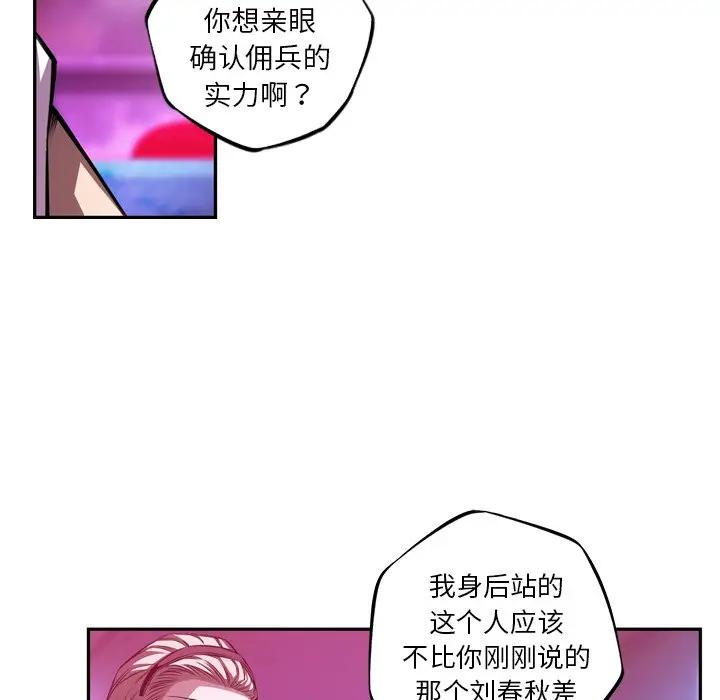 你想亲眼
确认佣兵的
实力啊？
我身后站的
这个人应该
不比你刚刚说的
那个刘春秋差